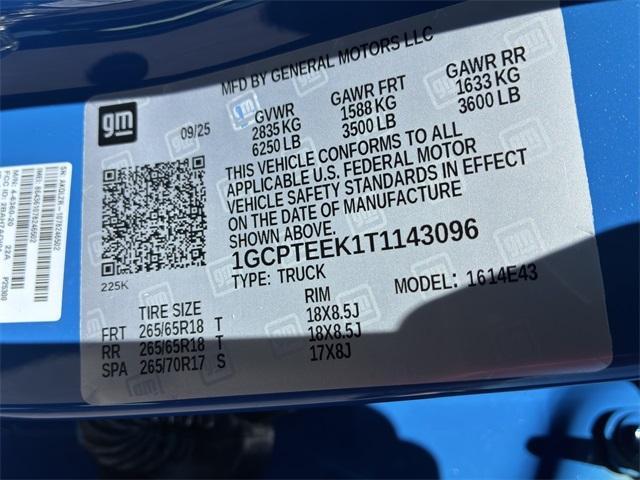 MFD BY GENERAL MOTORS LLC
gm
09/25
GVWR
2835 KG
6250 LB
GAWR FRT
1588 KG
3500 LB
GAWR RR
1633 KG
3600 LB
THIS VEHICLE CONFORMS TO ALL
APPLICABLE U.S. FEDERAL MOTOR
VEHICLE SAFETY STANDARDS IN EFFECT
ON THE DATE OF MANUFACTURE
SHOWN ABOVE.
1GCPTEEK1T1143096
TYPE: TRUCK
MODEL: 1614E43
225K
TIRE SIZE RIM
FRT 265/65R18 T 18X8.5J
RR 265/65R18 T 18X8.5J
SPA 265/70R17 S 17X8J
22A
P25300